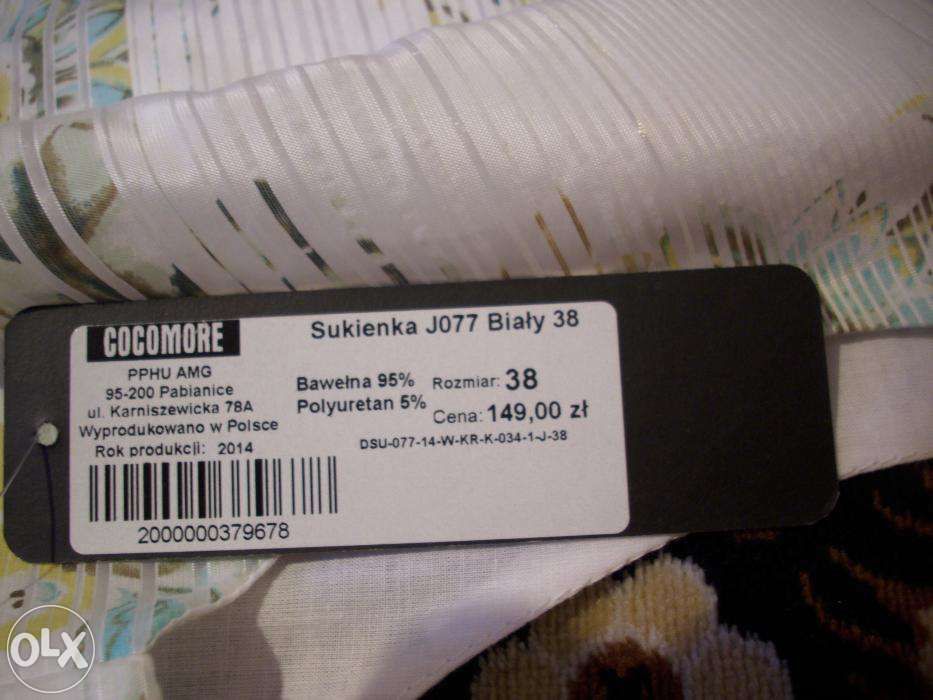 COCOMORE
PPHU AMG
95-200 Pabianice
ul. Karniszewicka 78A
Wyprodukowano w Polsce
Rok produkcji: 2014
2000000379678
Sukienka J077 Biały 38
Bawełna 95%
Polyuretan 5%
Rozmiar: 38
Cena: 149,00 zł
DSU-077-14-W-KR-K-034-1-J-38
OLX